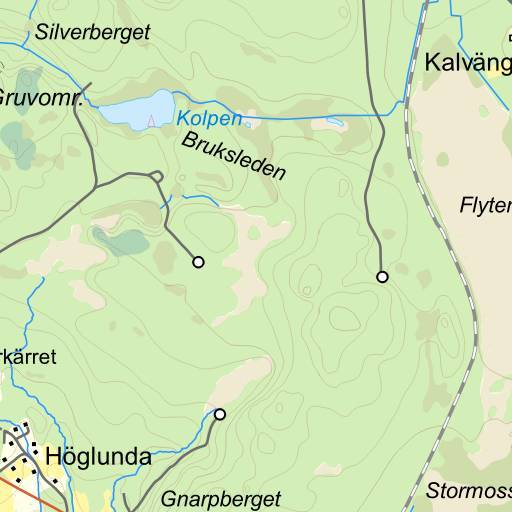 Silverberget
Kalväng
Gruvomr.
Kolpen
Bruksleden
Flyter
rkärret
Höglunda
Gnarpberget
Stormoss